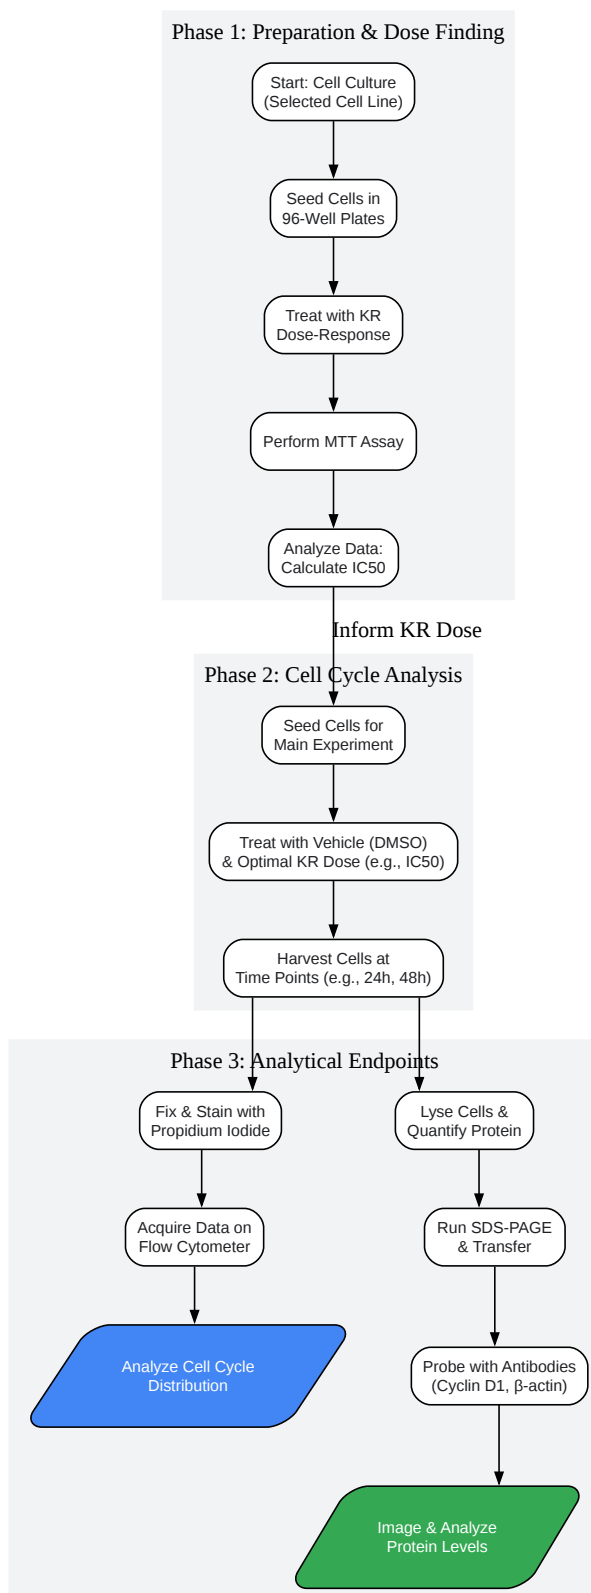 Phase 1: Preparation & Dose Finding
Start: Cell Culture
(Selected Cell Line)
Seed Cells in
96-Well Plates
Treat with KR
Dose-Response
Perform MTT Assay
Analyze Data:
Calculate IC50
Inform KR Dose
Phase 2: Cell Cycle Analysis
Seed Cells for
Main Experiment
Treat with Vehicle (DMSO)
& Optimal KR Dose (e.g., IC50)
Harvest Cells at
Time Points (e.g., 24h, 48h)
Phase 3: Analytical Endpoints
Fix & Stain with
Propidium Iodide
Acquire Data on
Flow Cytometer
Analyze Cell Cycle
Distribution
Lyse Cells &
Quantify Protein
Run SDS-PAGE
& Transfer
Probe with Antibodies
(Cyclin D1, β-actin)
Image & Analyze
Protein Levels